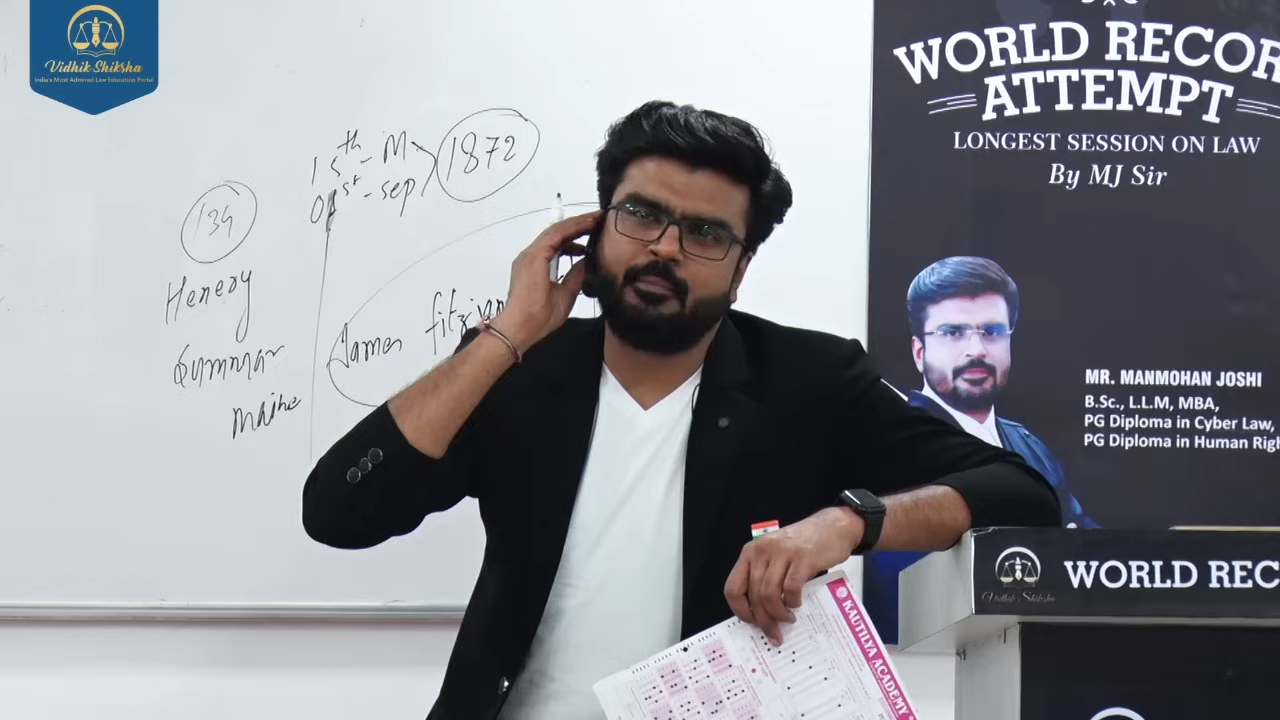 Vidhik Shiksha
India's Most Admired Law Education Portal
15th - M
01st - sep
1872
134
Henery
Summnar
Maine
James fitzja
WORLD RECOR
ATTEMPT
LONGEST SESSION ON LAW
By MJ Sir
MR. MANMOHAN JOSHI
B.Sc., L.L.M, MBA,
PG Diploma in Cyber Law,
PG Diploma in Human Righ
Vidhik Shiksha
WORLD REC
KAUTILYA ACADEMY